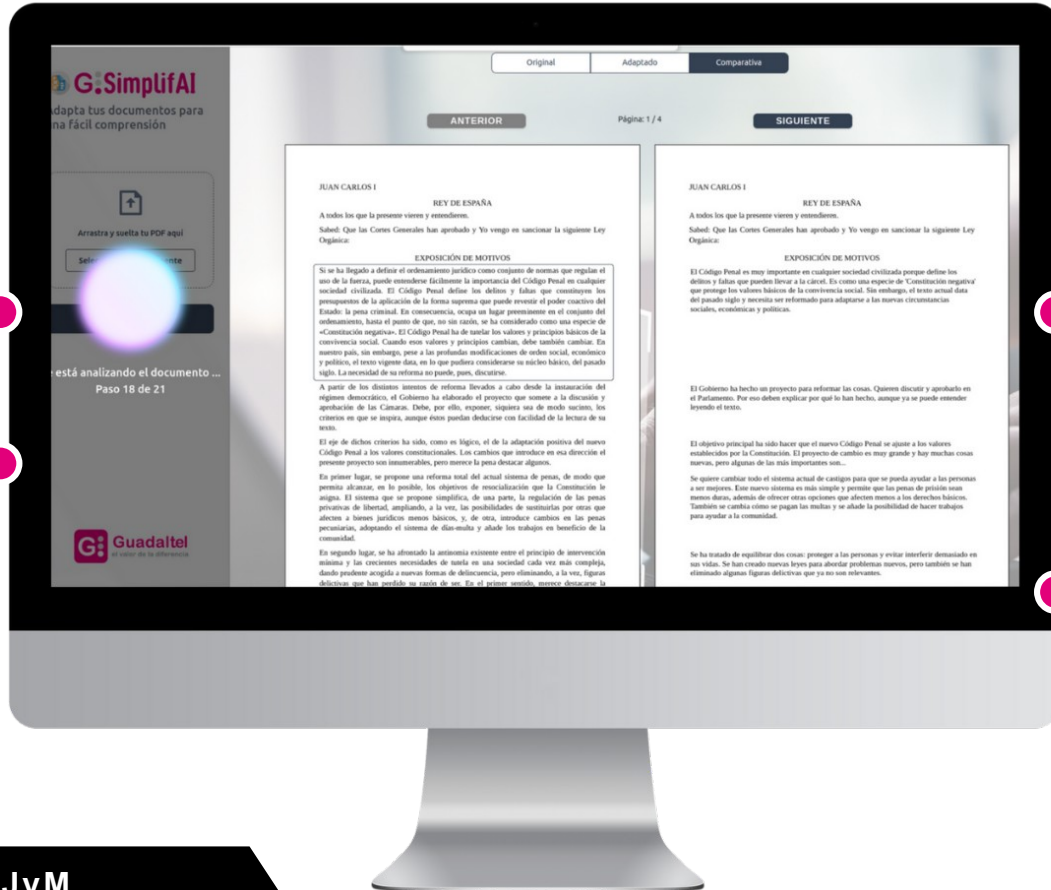 Original
Adaptado
Comparativa
G:SimplifAI
dapta tus documentos para
na fácil comprensión
Arrastra y suelta tu PDF aquí
está analizando el documento ...
Paso 18 de 21
Guadaltel
el valor de la diferencia
ANTERIOR
Página: 1 / 4
SIGUIENTE
JUAN CARLOS I
REY DE ESPAÑA
A todos los que la presente vieren y entendieren.
Sabed: Que las Cortes Generales han aprobado y Yo vengo en sancionar la siguiente Ley
Orgánica:
EXPOSICIÓN DE MOTIVOS
Si se ha llegado a definir el ordenamiento jurídico como conjunto de normas que regulan el
uso de la fuerza, puede entenderse fácilmente la importancia del Código Penal en cualquier
sociedad civilizada. El Código Penal define los delitos y faltas que constituyen los
presupuestos de la aplicación de la forma suprema que puede revestir el poder coactivo del
Estado: la pena criminal. En consecuencia, ocupa un lugar preeminente en el conjunto del
ordenamiento, hasta el punto de que, no sin razón, se ha considerado como una especie de
«Constitución negativa». El Código Penal ha de tutelar los valores y principios básicos de la
convivencia social. Cuando esos valores y principios cambian, debe también cambiar. En
nuestro país, sin embargo, pese a las profundas modificaciones de orden social, económico
y político, el texto vigente data, en lo que pudiera considerarse su núcleo básico, del pasado
siglo. La necesidad de su reforma no puede, pues, discutirse.
A partir de los distintos intentos de reforma llevados a cabo desde la instauración del
régimen democrático, el Gobierno ha elaborado el proyecto que somete a la discusión y
aprobación de las Cámaras. Debe, por ello, exponer, siquiera sea de modo sucinto, los
criterios en que se inspira, aunque éstos puedan deducirse con facilidad de la lectura de su
texto.
El eje de dichos criterios ha sido, como es lógico, el de la adaptación positiva del nuevo
Código Penal a los valores constitucionales. Los cambios que introduce en esa dirección el
presente proyecto son innumerables, pero merece la pena destacar algunos.
En primer lugar, se propone una reforma total del actual sistema de penas, de modo que
permita alcanzar, en lo posible, los objetivos de resocialización que la Constitución le
asigna. El sistema que se propone simplifica, de una parte, la regulación de las penas
privativas de libertad, ampliando, a la vez, las posibilidades de sustituirlas por otras que
afecten a bienes jurídicos menos básicos, y, de otra, introduce cambios en las penas
pecuniarias, adoptando el sistema de días-multa y añade los trabajos en beneficio de la
comunidad.
En segundo lugar, se ha afrontado la antinomia existente entre el principio de intervención
mínima y las crecientes necesidades de tutela en una sociedad cada vez más compleja,
dando prudente acogida a nuevas formas de delincuencia, pero eliminando, a la vez, figuras
delictivas que han perdido su razón de ser. En el primer sentido, merece destacarse la
JUAN CARLOS I
REY DE ESPAÑA
A todos los que la presente vieren y entendieren.
Sabed: Que las Cortes Generales han aprobado y Yo vengo en sancionar la siguiente Ley
Orgánica:
EXPOSICIÓN DE MOTIVOS
El Código Penal es muy importante en cualquier sociedad civilizada porque define los
delitos y faltas que pueden llevar a la cárcel. Es como una especie de 'Constitución negativa'
que protege los valores básicos de la convivencia social. Sin embargo, el texto actual data
del pasado siglo y necesita ser reformado para adaptarse a las nuevas circunstancias
sociales, económicas y políticas.
El Gobierno ha hecho un proyecto para reformar las cosas. Quieren discutir y aprobarlo en
el Parlamento. Por eso deben explicar por qué lo han hecho, aunque ya se puede entender
leyendo el texto.
El objetivo principal ha sido hacer que el nuevo Código Penal se ajuste a los valores
establecidos por la Constitución. El proyecto de cambio es muy grande y hay muchas cosas
nuevas, pero algunas de las más importantes son...
Se quiere cambiar todo el sistema actual de castigos para que se pueda ayudar a las personas
a ser mejores. Este nuevo sistema es más simple y permite que las penas de prisión sean
menos duras, además de ofrecer otras opciones que afecten menos a los derechos básicos.
También se cambia cómo se pagan las multas y se añade la posibilidad de hacer trabajos
para ayudar a la comunidad.
Se ha tratado de equilibrar dos cosas: proteger a las personas y evitar interferir demasiado en
sus vidas. Se han creado nuevas leyes para abordar problemas nuevos, pero también se han
eliminado algunas figuras delictivas que ya no son relevantes.